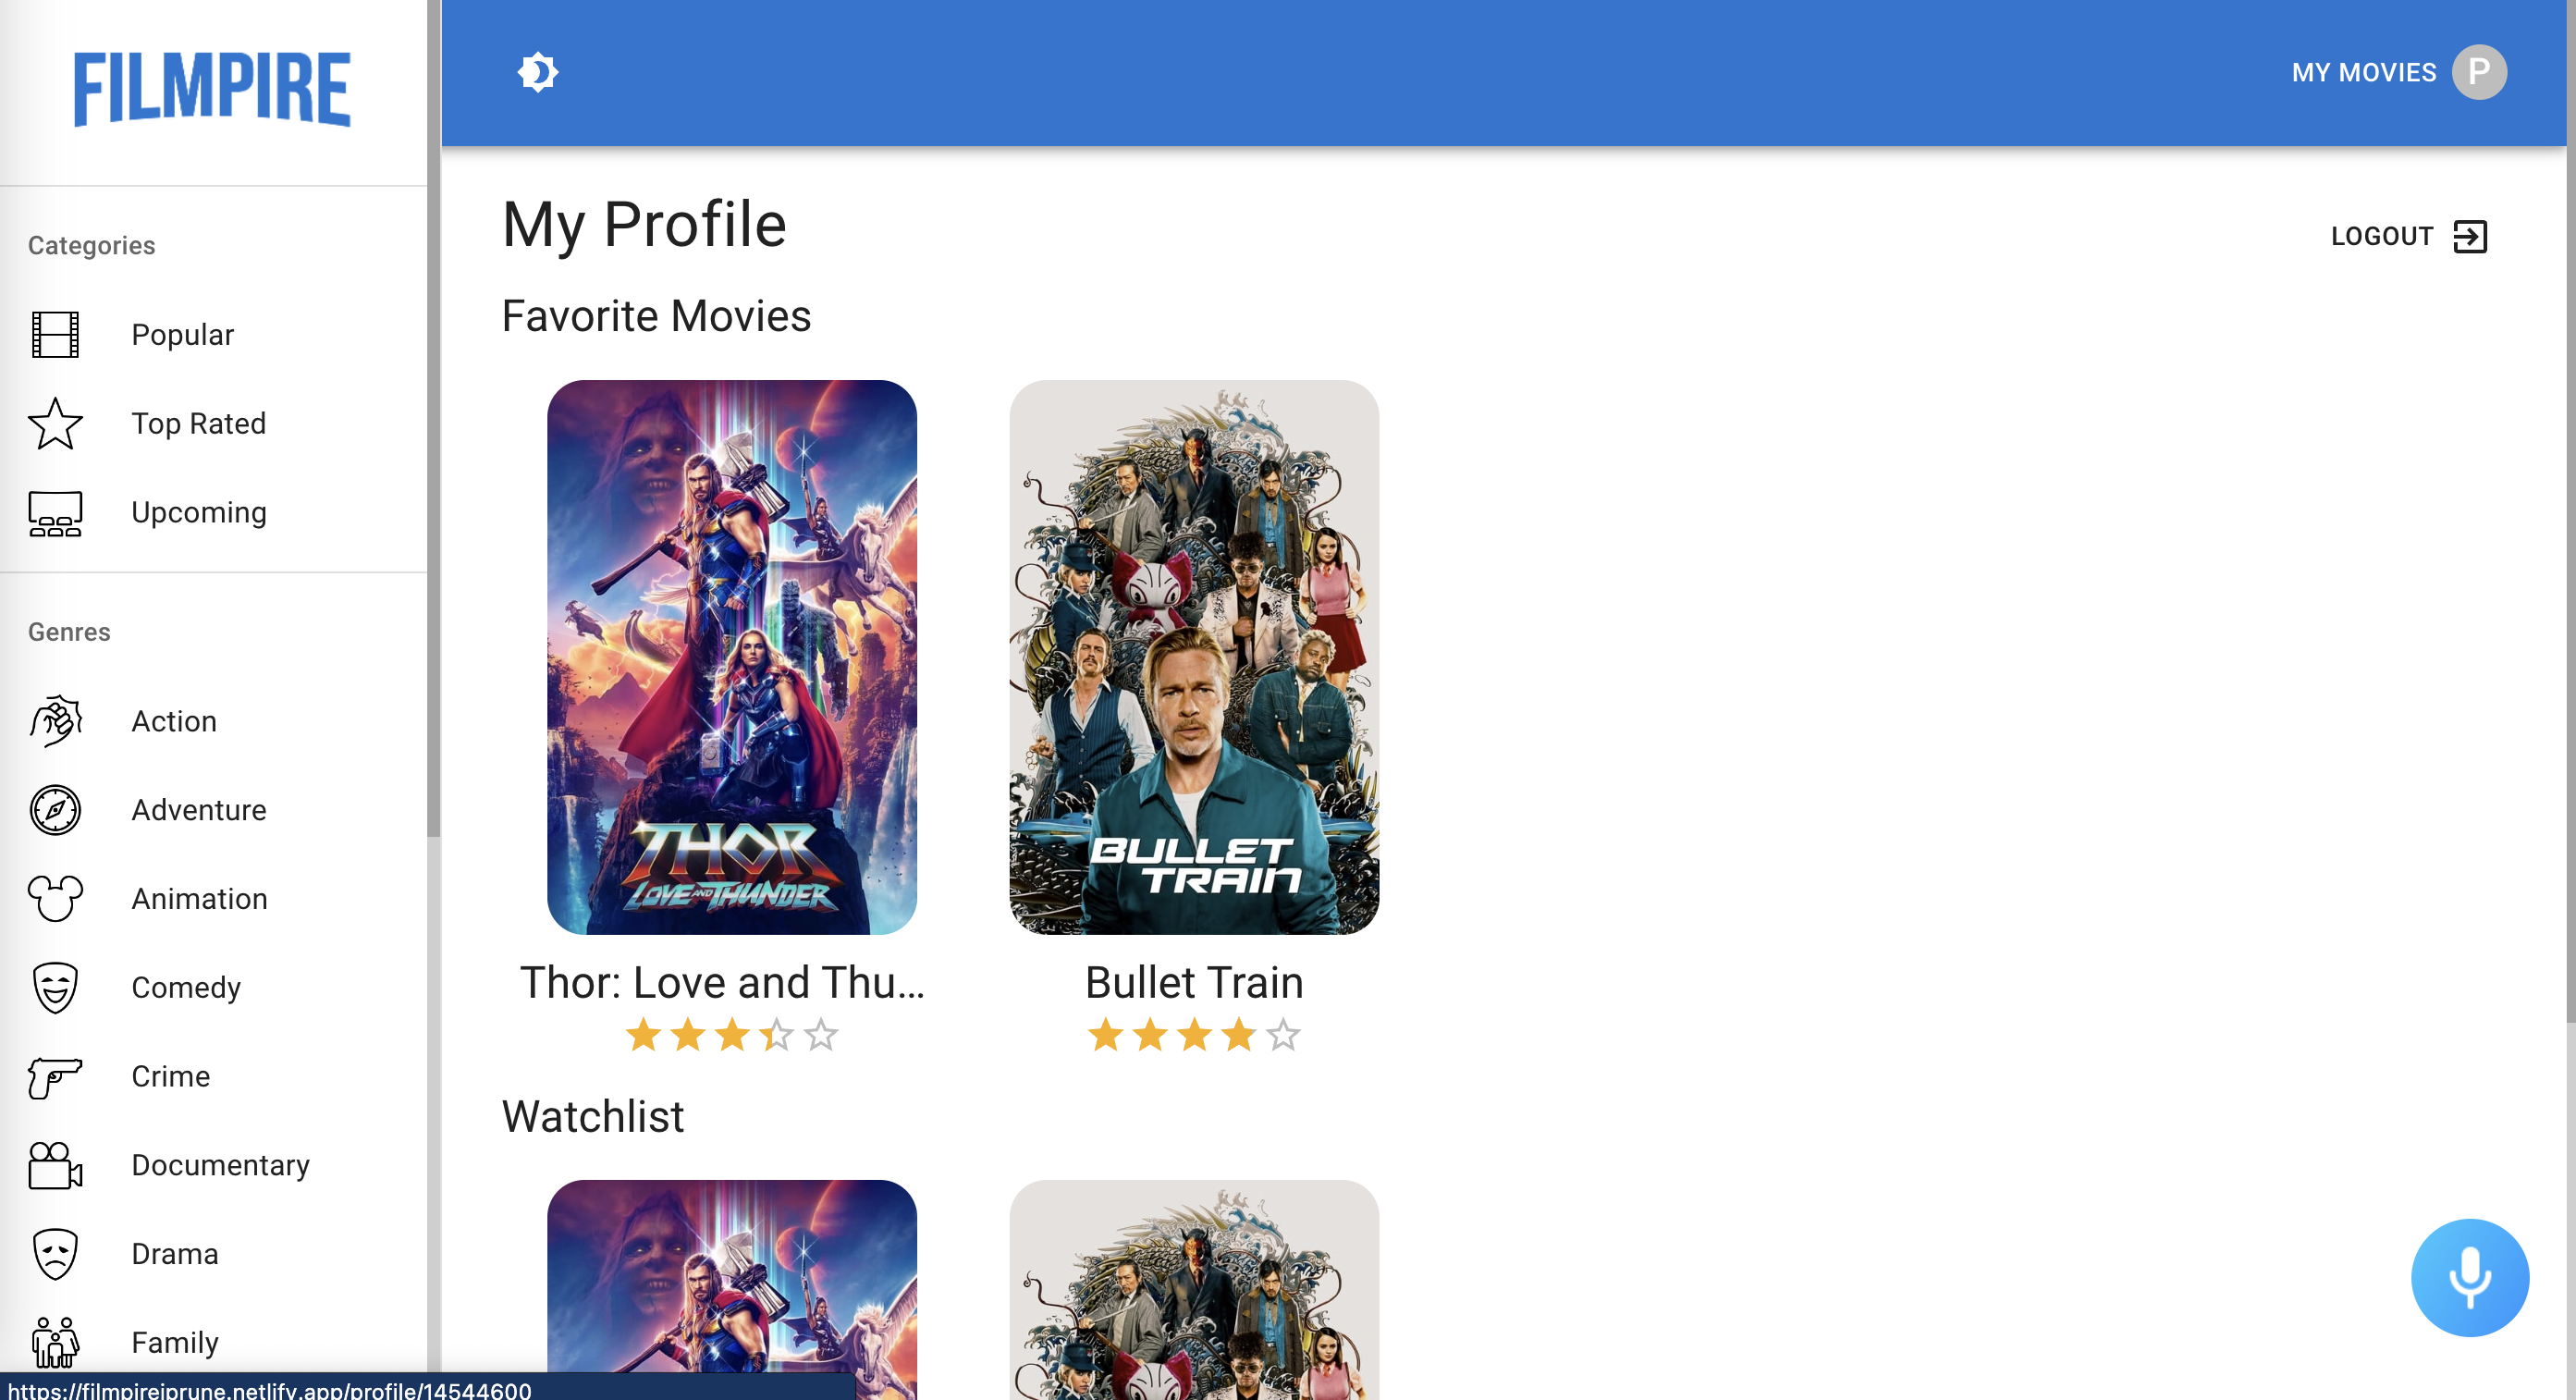 FILMPIRE
MY MOVIES P
Categories
Popular
Top Rated
Upcoming
Genres
Action
Adventure
Animation
Comedy
Crime
Documentary
Drama
Family
My Profile
LOGOUT
Favorite Movies
THOR
LOVE AND THUNDER
BULLET
TRAIN
Thor: Love and Thu...
Bullet Train
Watchlist
https://filmpirejprune.netlify.app/profile/14544600